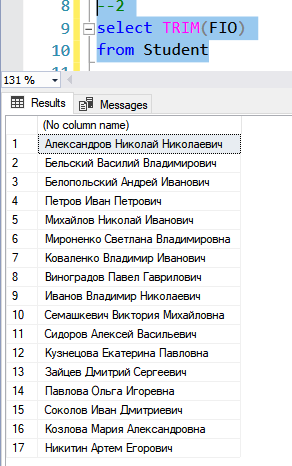 8 --2
9 select TRIM(FIO)
10 from Student
131 %
Results Messages
(No column name)
1 Александров Николай Николаевич
2 Бельский Василий Владимирович
3 Белопольский Андрей Иванович
4 Петров Иван Петрович
5 Михайлов Николай Иванович
6 Мироненко Светлана Владимировна
7 Коваленко Владимир Иванович
8 Виноградов Павел Гаврилович
9 Иванов Владимир Николаевич
10 Семашкевич Виктория Михайловна
11 Сидоров Алексей Васильевич
12 Кузнецова Екатерина Павловна
13 Зайцев Дмитрий Сергеевич
14 Павлова Ольга Игоревна
15 Соколов Иван Дмитриевич
16 Козлова Мария Александровна
17 Никитин Артем Егорович